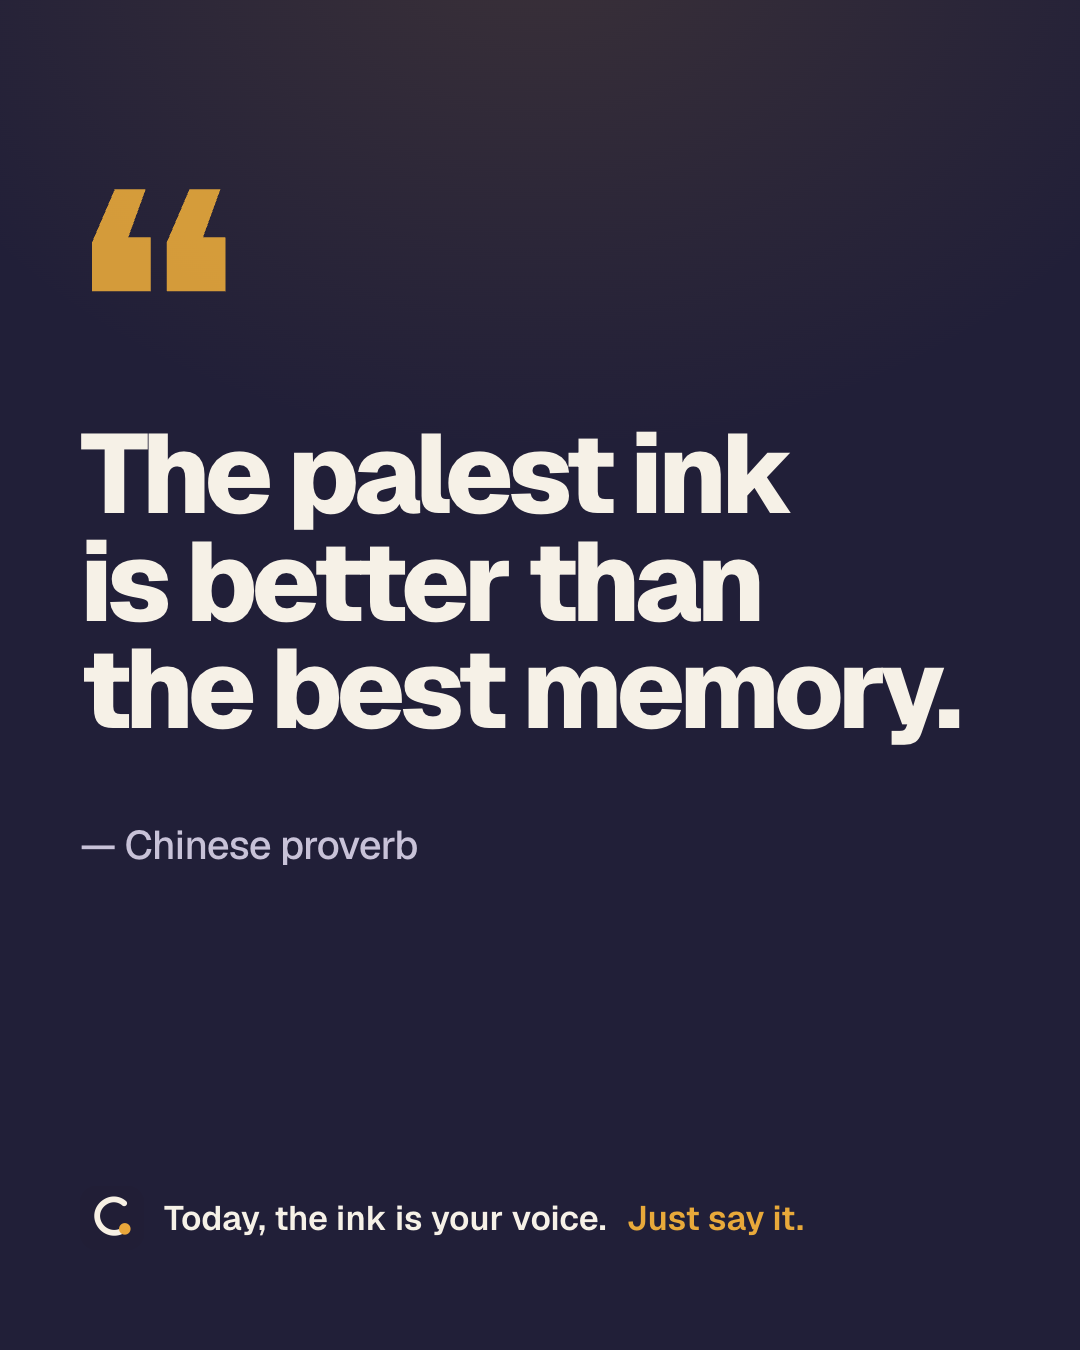 “
The palest ink
is better than
the best memory.
— Chinese proverb
Today, the ink is your voice. Just say it.